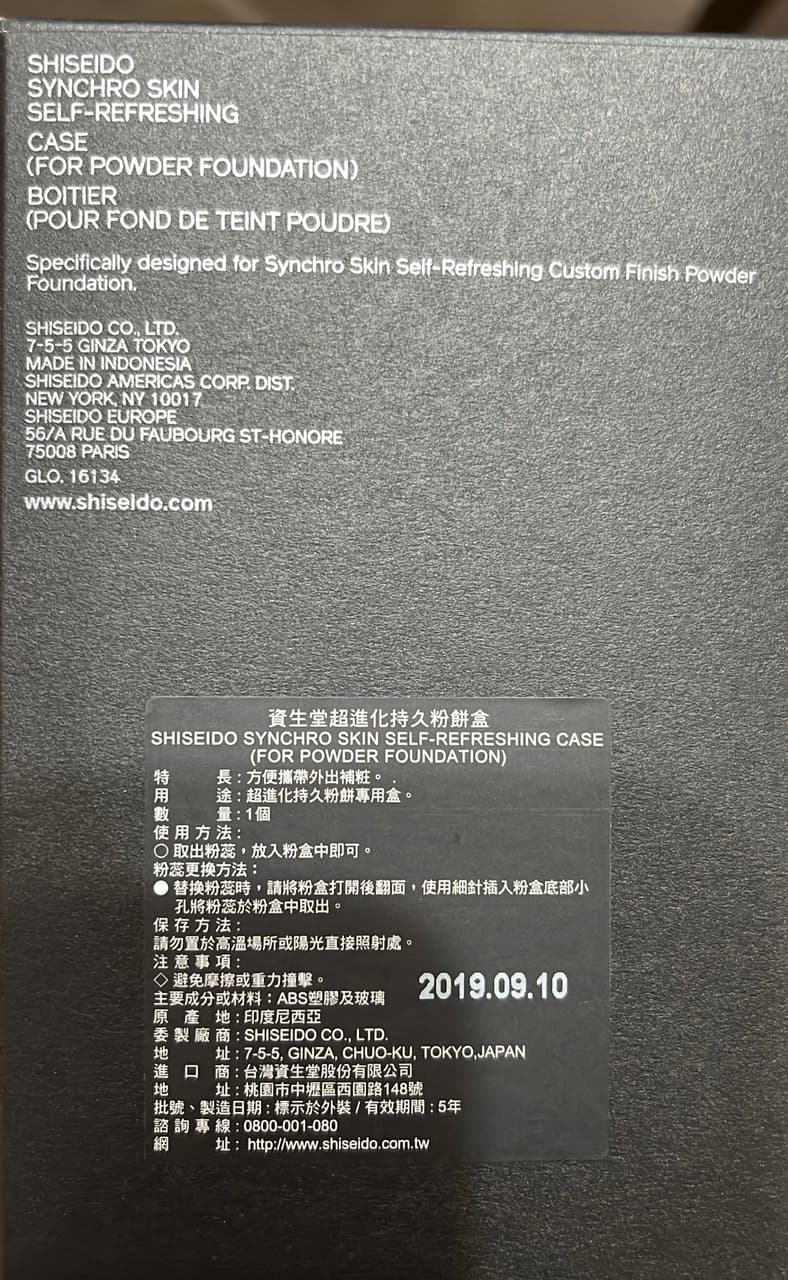 SHISEIDO
SYNCHRO SKIN
SELF-REFRESHING
CASE
(FOR POWDER FOUNDATION)
BOITIER
(POUR FOND DE TEINT POUDRE)
Specifically designed for Synchro Skin Self-Refreshing Custom Finish Powder
Foundation.
SHISEIDO CO., LTD.
7-5-5 GINZA TOKYO
MADE IN INDONESIA
SHISEIDO AMERICAS CORP. DIST.
NEW YORK, NY 10017
SHISEIDO EUROPE
56/A RUE DU FAUBOURG ST-HONORE
75008 PARIS
GLO. 16134
www.shiseido.com
資生堂超進化持久粉餅盒
SHISEIDO SYNCHRO SKIN SELF-REFRESHING CASE
(FOR POWDER FOUNDATION)
特長:方便攜帶外出補粧。.
用途:超進化持久粉餅專用盒。
數量:1個
使用方法:
○取出粉蕊,放入粉盒中即可。
粉蕊更換方法:
●替換粉蕊時,請將粉盒打開後翻面,使用細針插入粉盒底部小
孔將粉蕊於粉盒中取出。
保存方法:
請勿置於高溫場所或陽光直接照射處。
注意事項:
◇避免摩擦或重力撞擊。
主要成分或材料:ABS塑膠及玻璃
2019.09.10
原產地:印度尼西亞
委製廠商:SHISEIDO CO., LTD.
地址:7-5-5, GINZA, CHUO-KU, TOKYO,JAPAN
進口商:台灣資生堂股份有限公司
地址:桃園市中壢區西園路148號
批號、製造日期:標示於外裝/有效期間:5年
諮詢專線:0800-001-080
網址:http://www.shiseido.com.tw